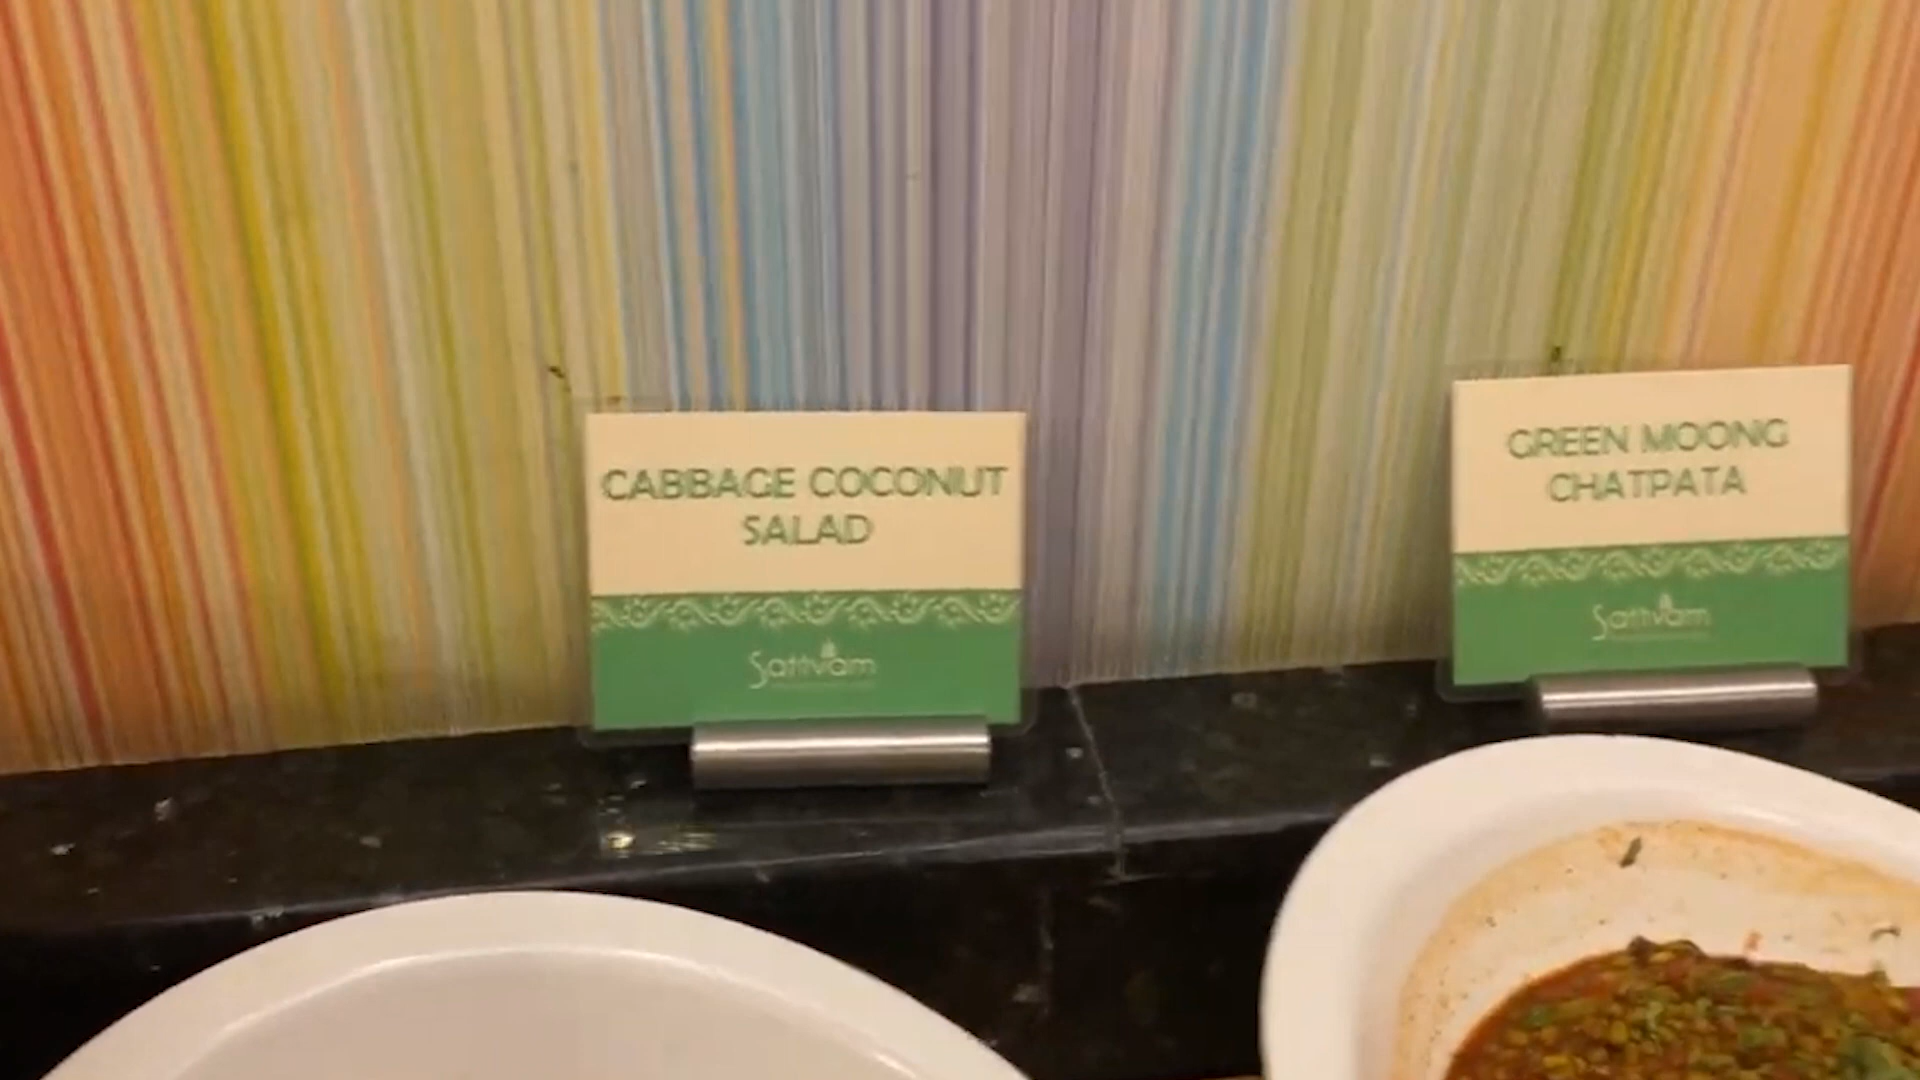 CABBAGE COCONUT
SALAD
Sattvam
GREEN MOONG
CHATPATA
Sattvam